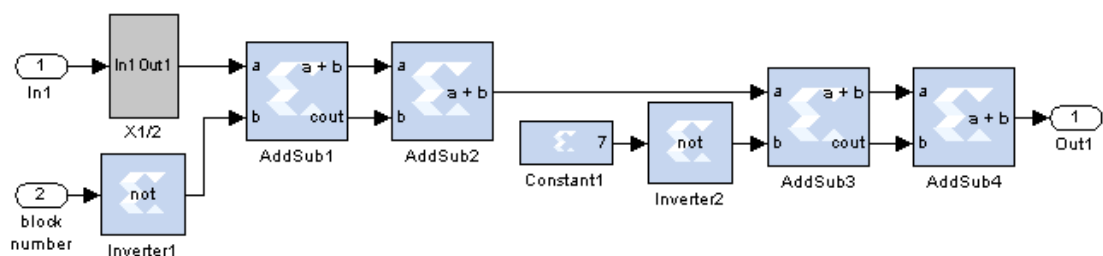 1
In1
In1 Out1
X1/2
a
b
a + b
cout
AddSub1
a
b
a + b
AddSub2
2
block
number
not
Inverter1
7
Constant1
not
Inverter2
a
b
a + b
cout
AddSub3
a
b
a + b
AddSub4
1
Out1